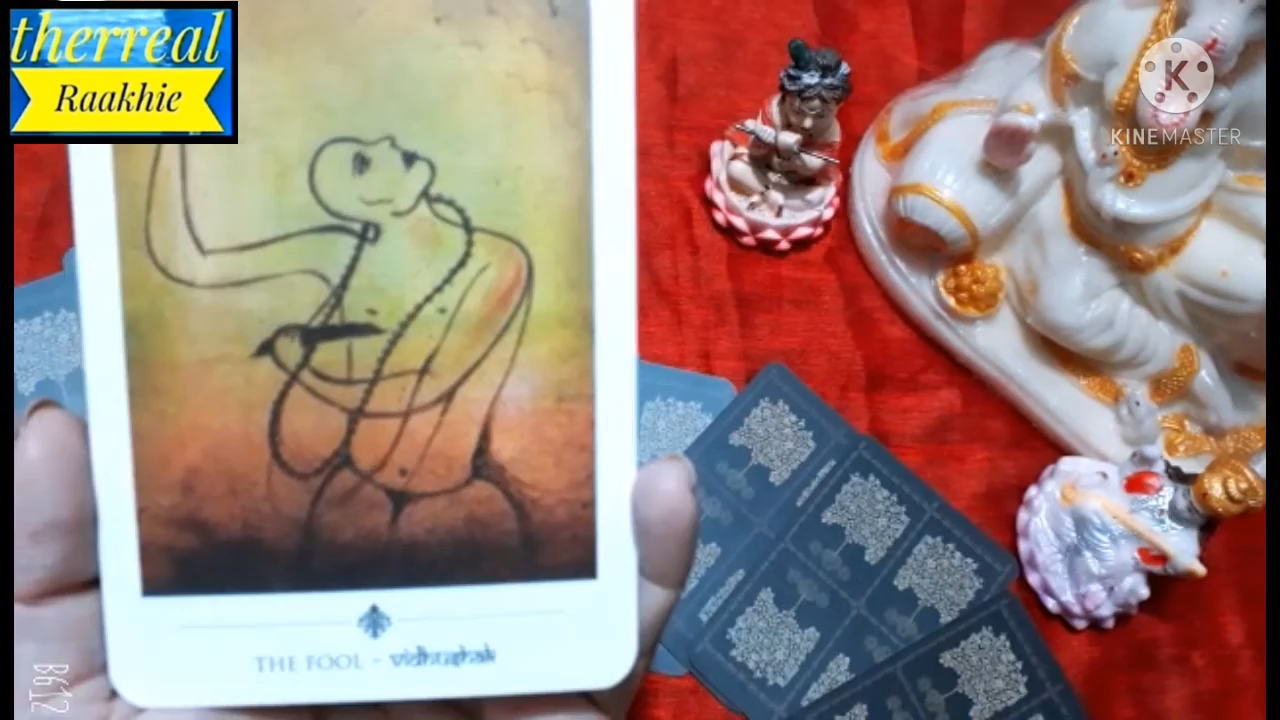 therreal
Raakhie
K
KINEMASTER
THE FOOL - vidhushak
B612